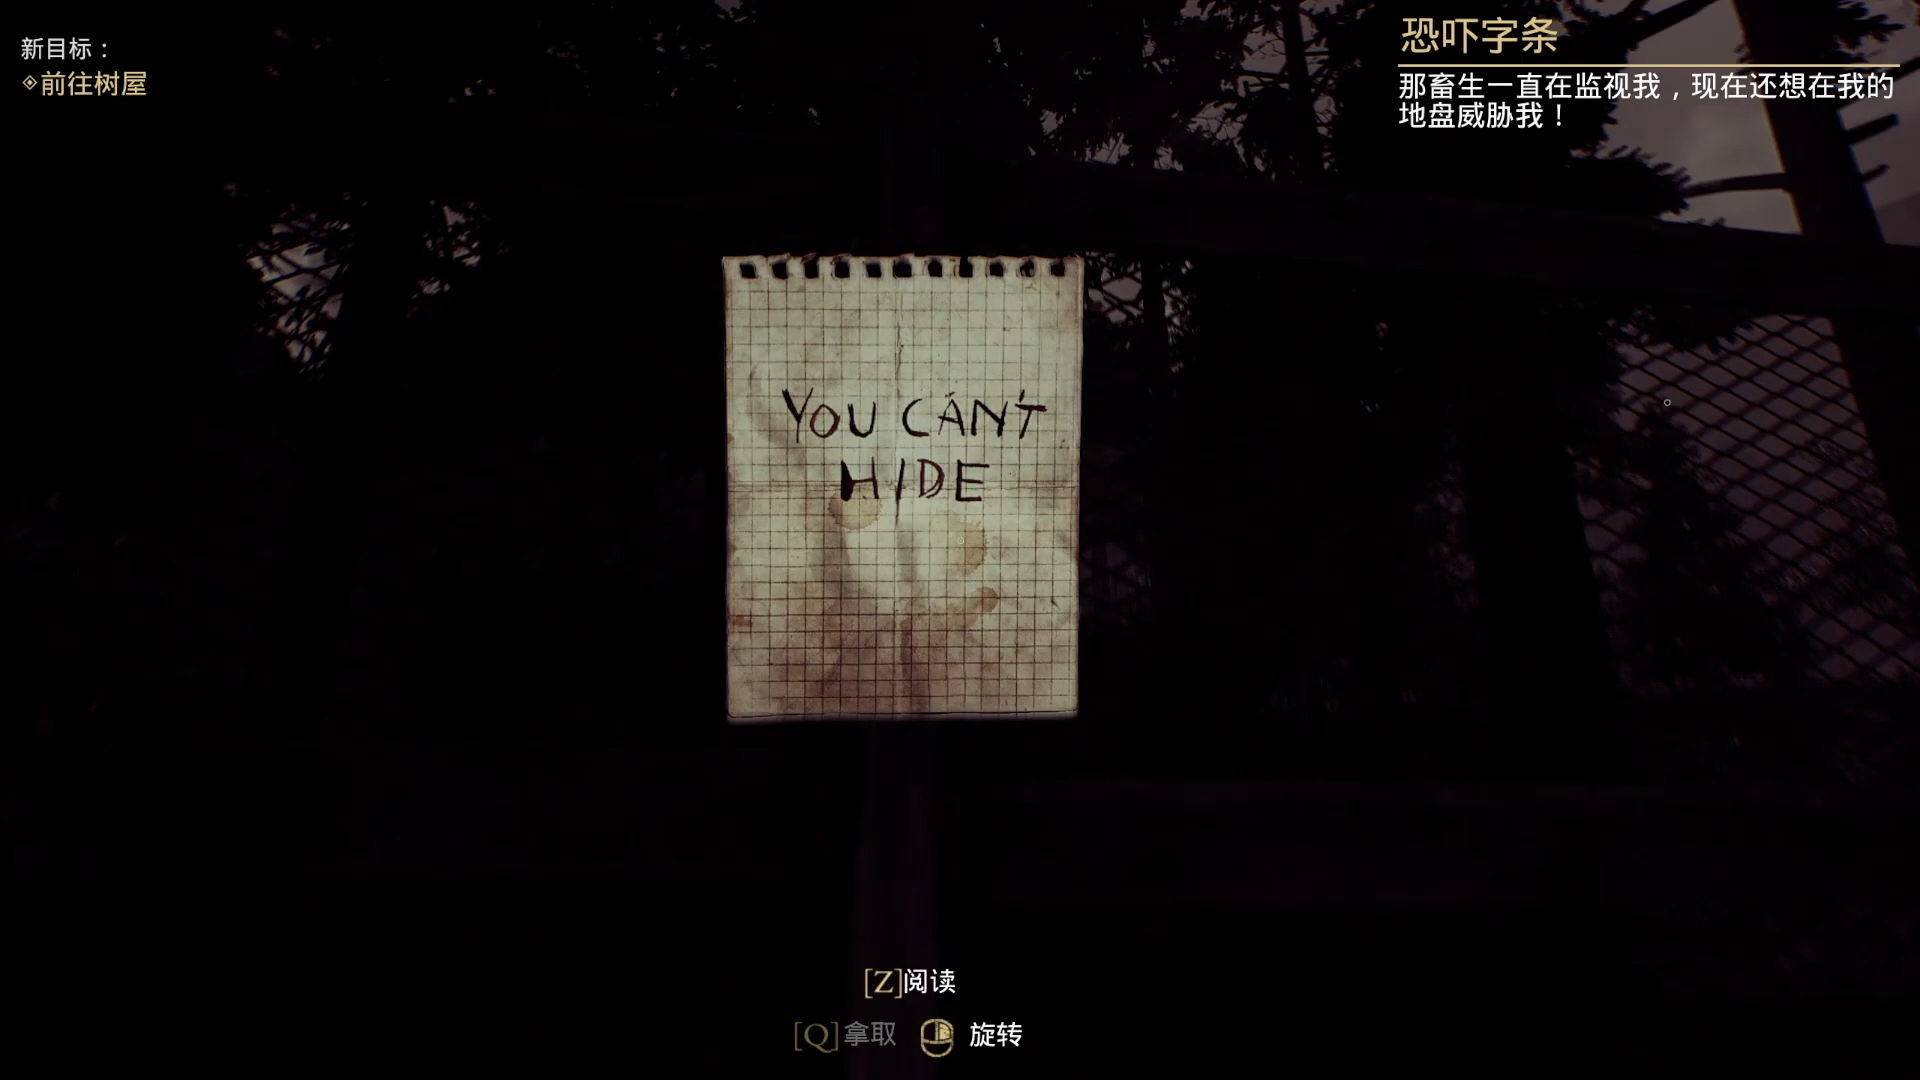 新目标：
前往树屋
恐吓字条
那畜生一直在监视我，现在还想在我的
地盘威胁我！
YOU CAN'T
HIDE
[Z]阅读
[Q]拿取 旋转